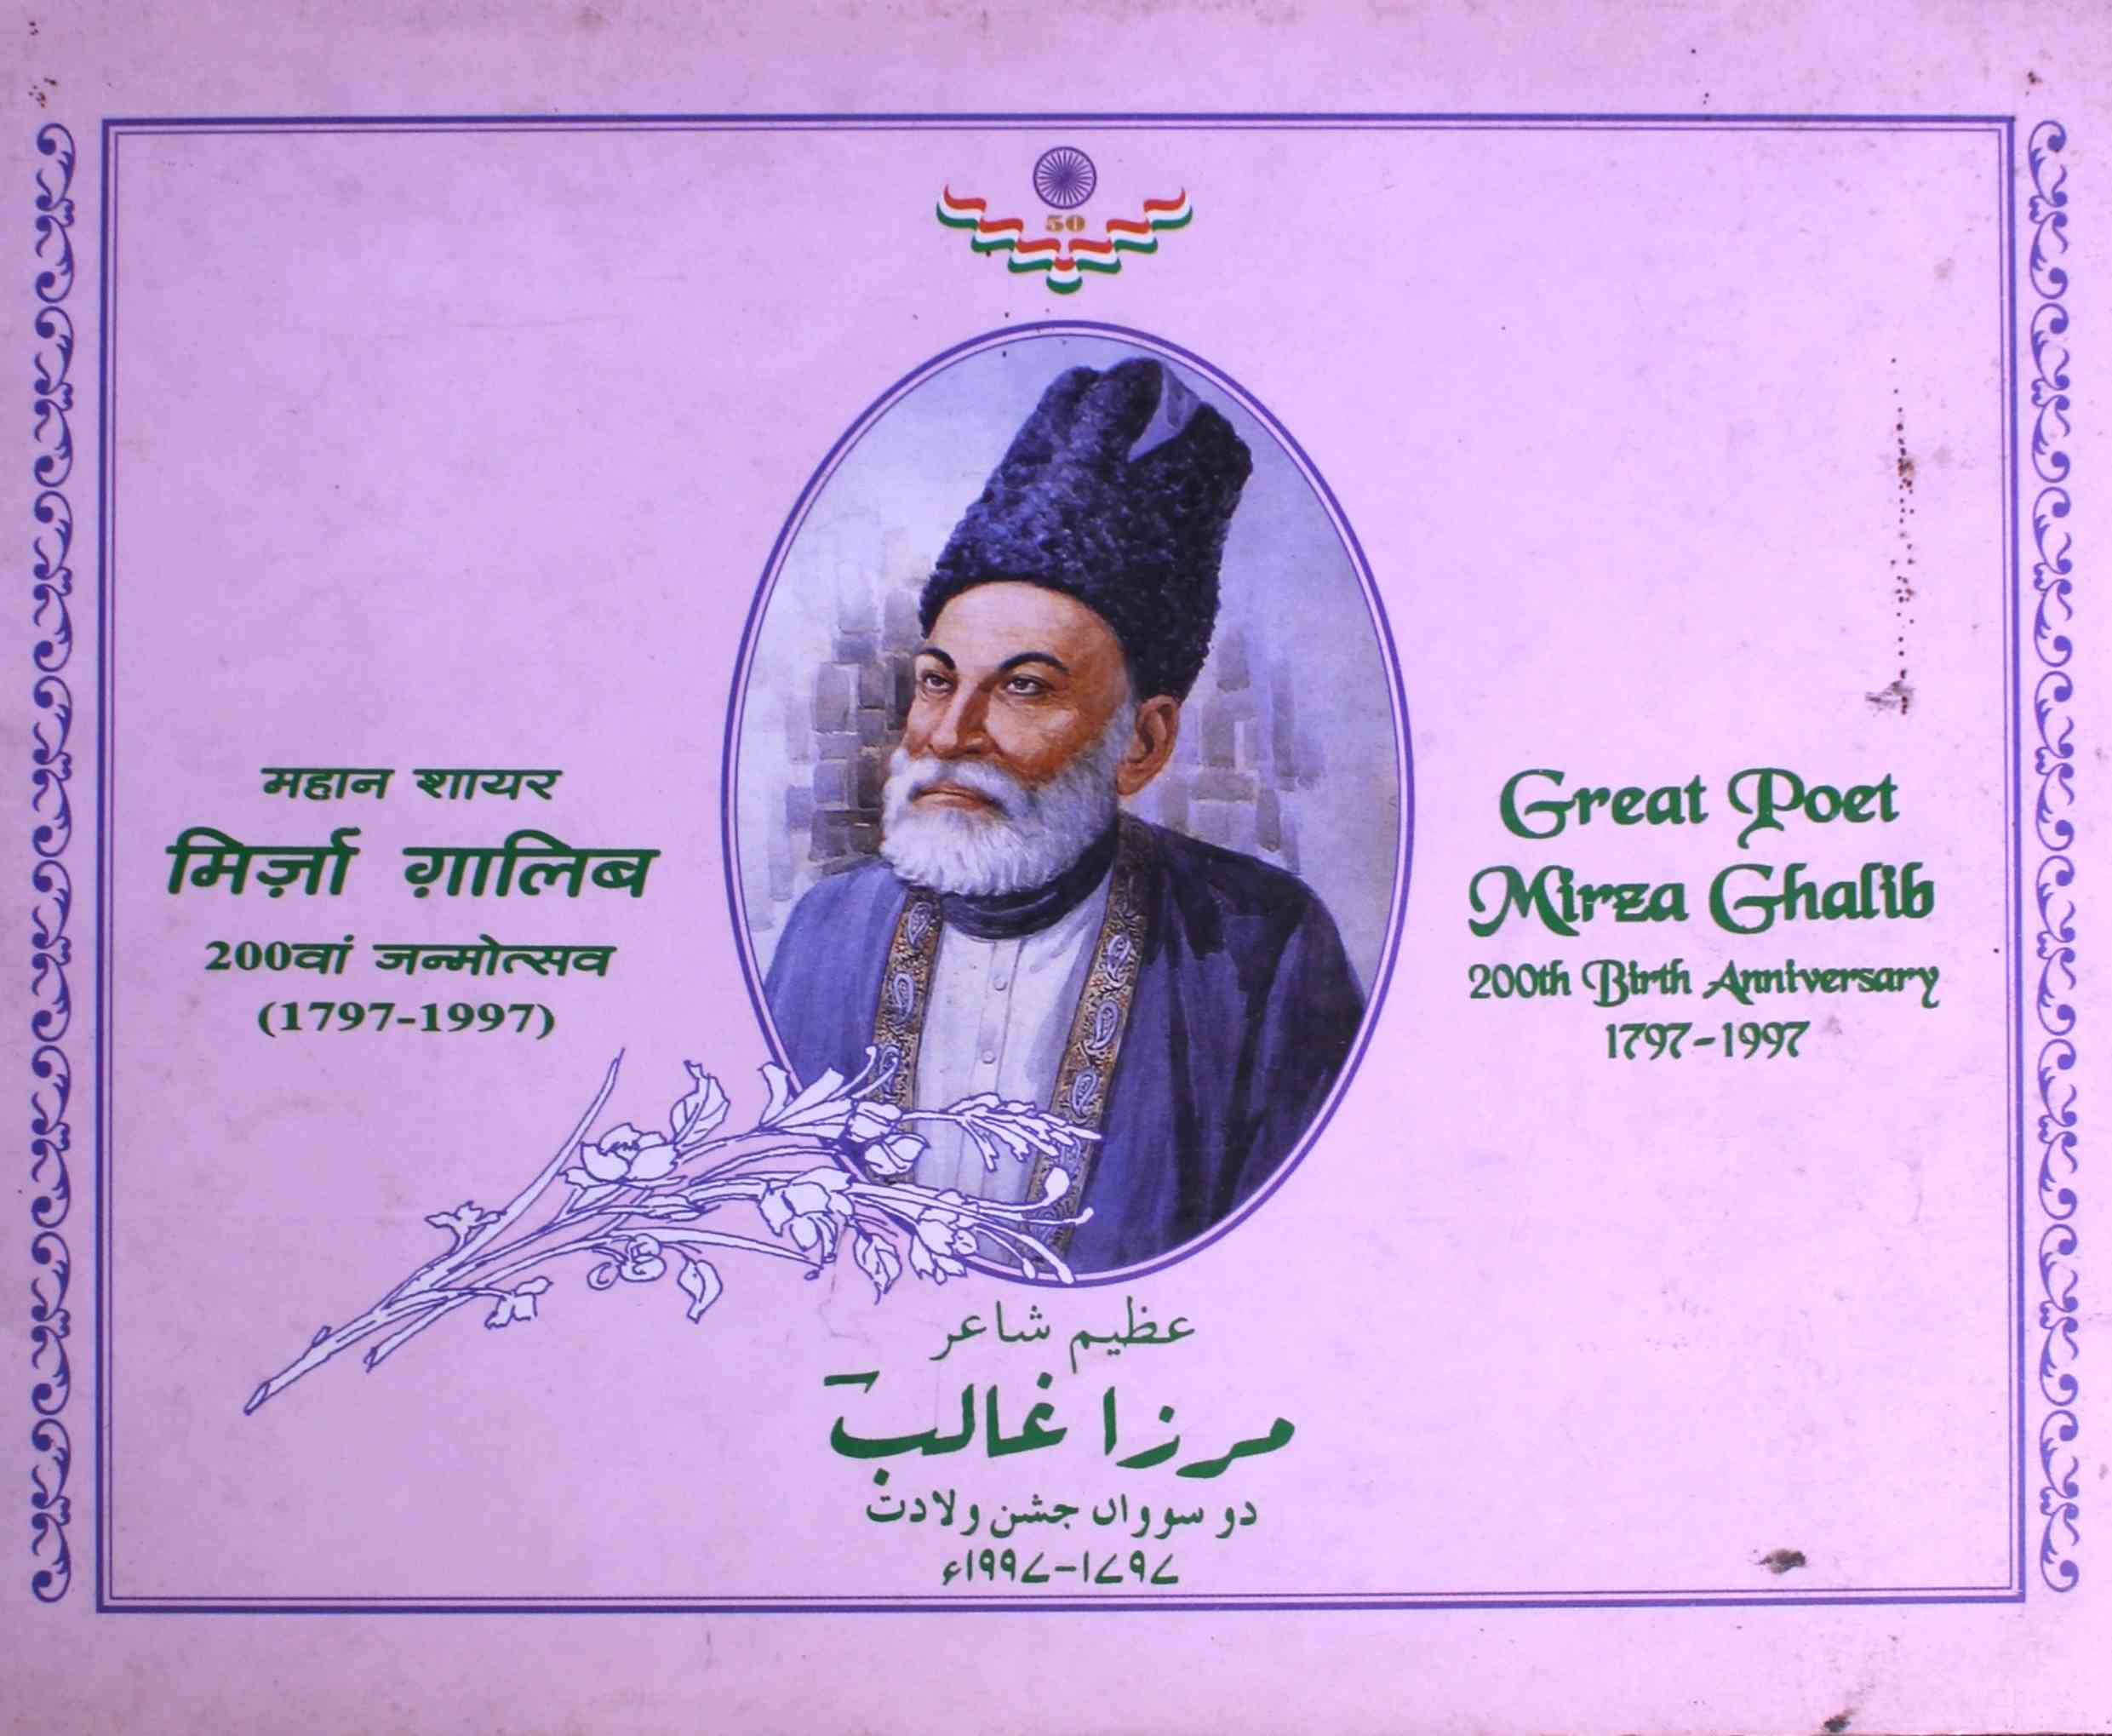 50
महान शायर
मिर्ज़ा ग़ालिब
200वां जन्मोत्सव
(1797-1997)
Great Poet
Mirza Ghalib
200th Birth Anniversary
1797-1997
عظیم شاعر
مرزا غالب
دو سوواں جشن ولادت
۱۷۹۷-۱۹۹۷ء